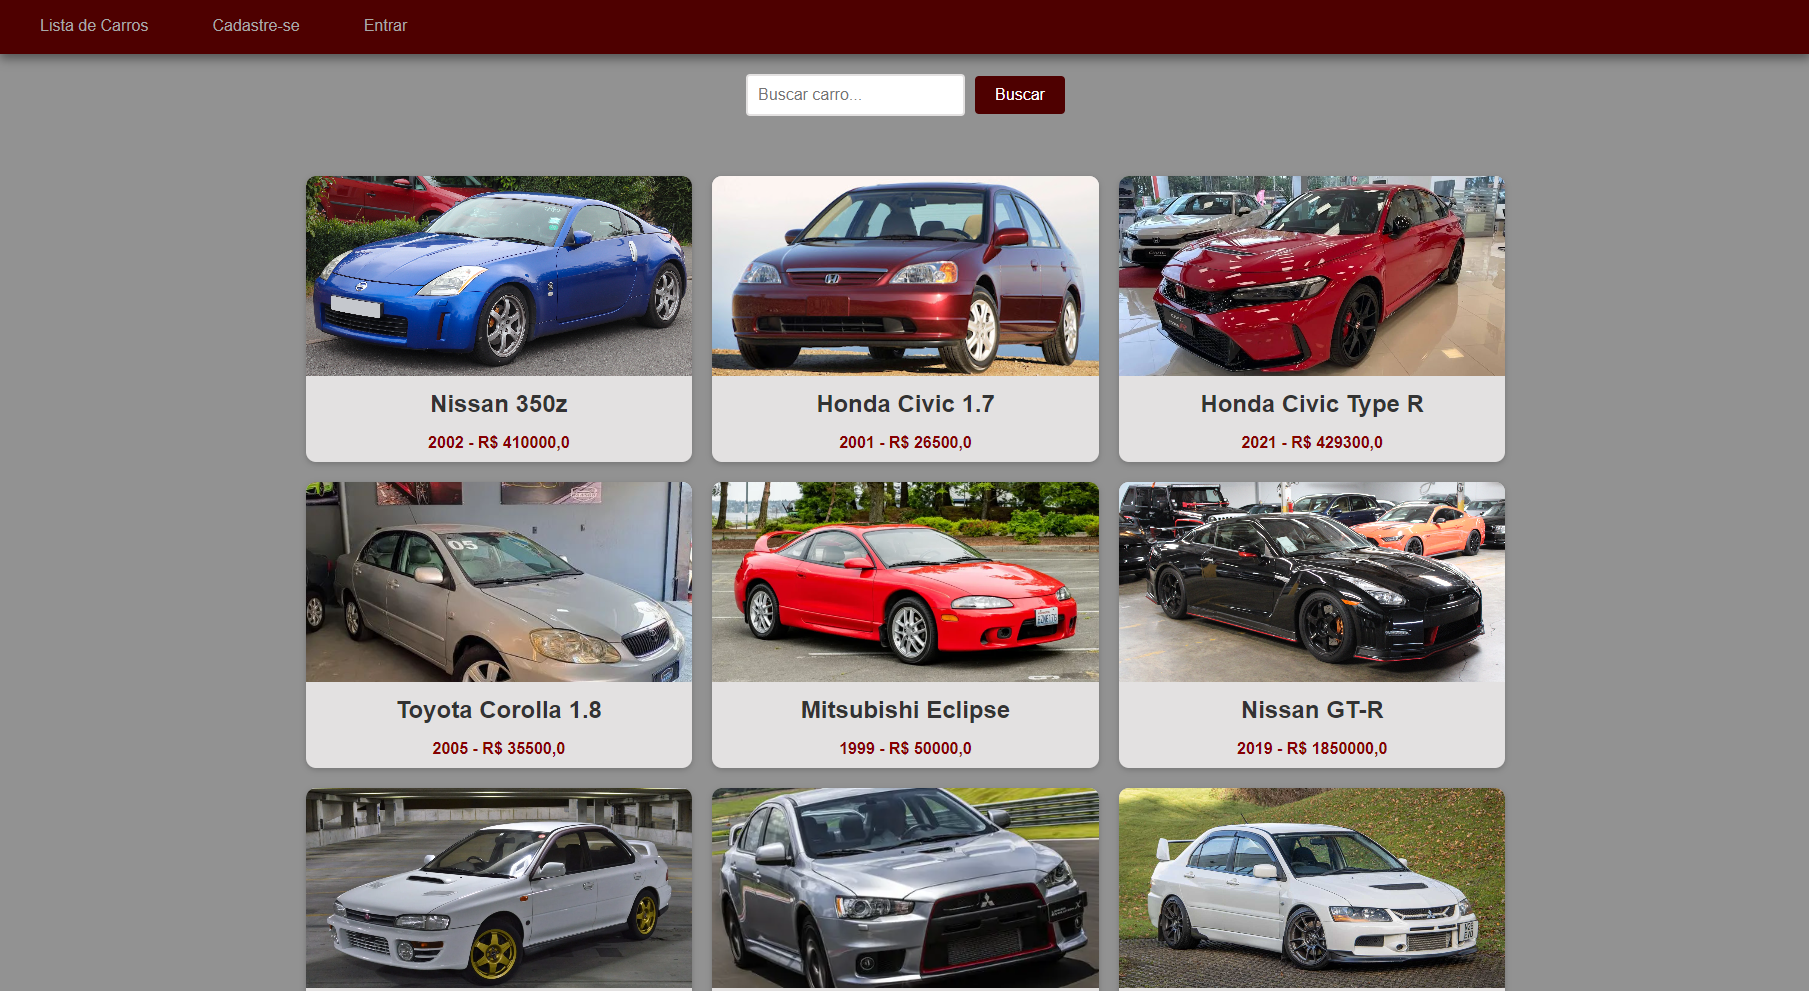 Lista de Carros
Cadastre-se
Entrar
Buscar carro...
Buscar
Nissan 350z
Honda Civic 1.7
Honda Civic Type R
2002 - R$ 410000,0
2001 - R$ 26500,0
2021 - R$ 429300,0
05
Toyota Corolla 1.8
Mitsubishi Eclipse
Nissan GT-R
2005 - R$ 35500,0
1999 - R$ 50000,0
2019 - R$ 1850000,0